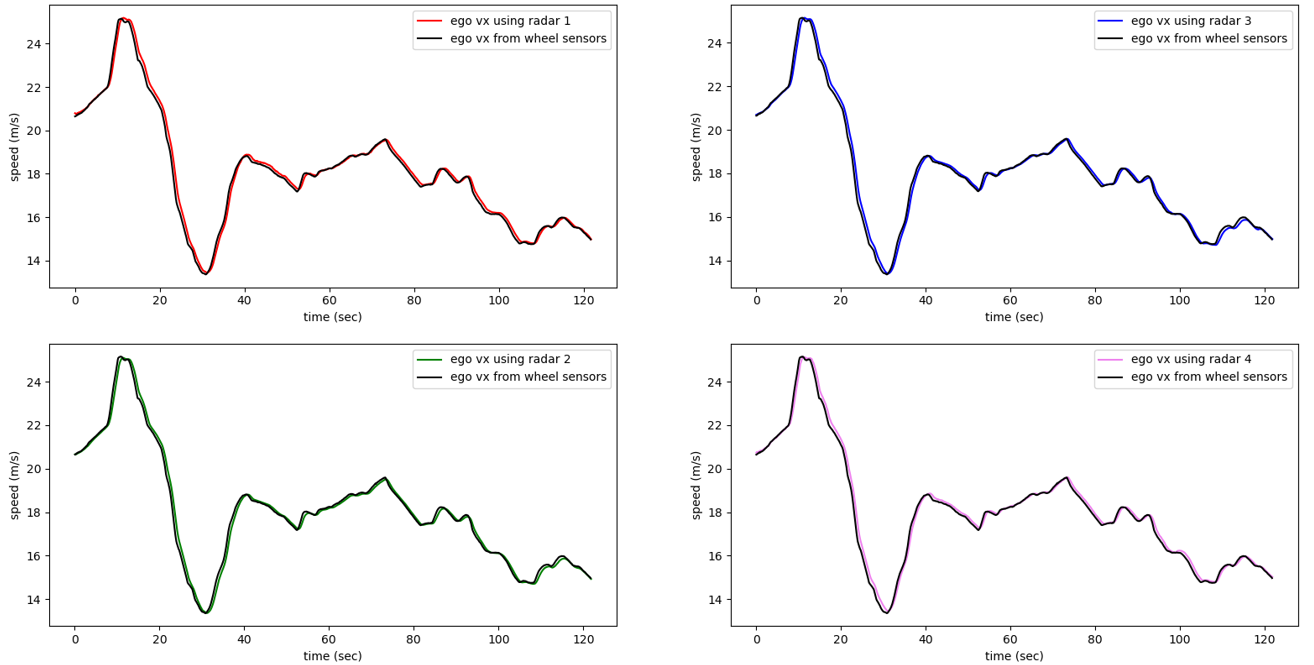 ego vx using radar 1
ego vx from wheel sensors
24
22
20
18
16
14
speed (m/s)
0 20 40 60 80 100 120
time (sec)
ego vx using radar 3
ego vx from wheel sensors
24
22
20
18
16
14
speed (m/s)
0 20 40 60 80 100 120
time (sec)
ego vx using radar 2
ego vx from wheel sensors
24
22
20
18
16
14
speed (m/s)
0 20 40 60 80 100 120
time (sec)
ego vx using radar 4
ego vx from wheel sensors
24
22
20
18
16
14
speed (m/s)
0 20 40 60 80 100 120
time (sec)